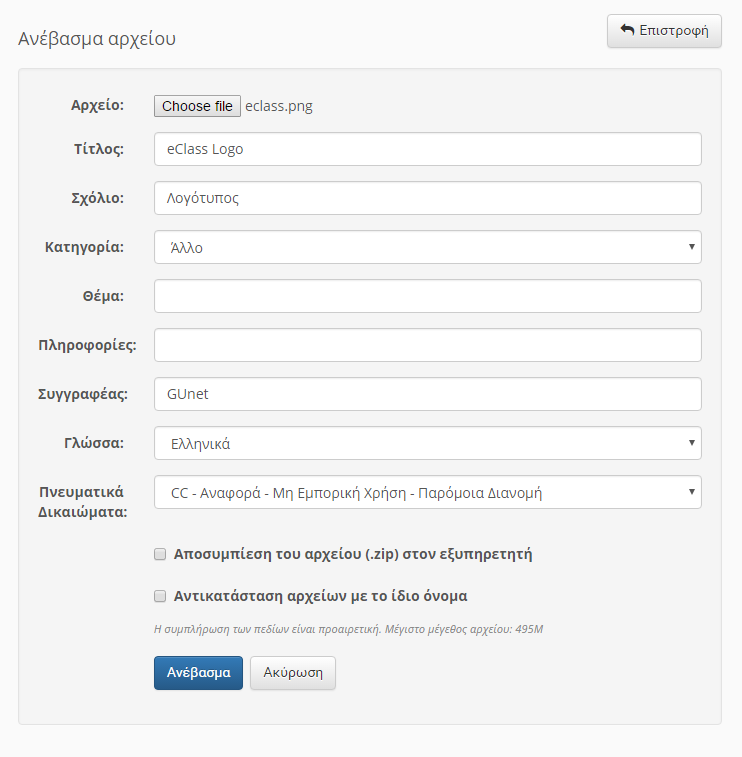 Ανέβασμα αρχείου
Επιστροφή
Αρχείο: Choose file eclass.png
Τίτλος: eClass Logo
Σχόλιο: Λογότυπος
Κατηγορία: Άλλο
Θέμα:
Πληροφορίες:
Συγγραφέας: GUnet
Γλώσσα: Ελληνικά
Πνευματικά
Δικαιώματα: CC - Αναφορά - Μη Εμπορική Χρήση - Παρόμοια Διανομή
Αποσυμπίεση του αρχείου (.zip) στον εξυπηρετητή
Αντικατάσταση αρχείων με το ίδιο όνομα
Η συμπλήρωση των πεδίων είναι προαιρετική. Μέγιστο μέγεθος αρχείου: 495M
Ανέβασμα Ακύρωση